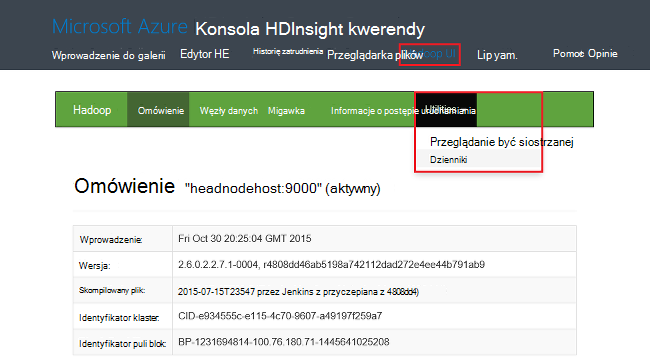 Microsoft Azure Konsola HDInsight kwerendy
Wprowadzenie do galerii Edytor HE Historię zatrudnienia Przeglądarka plików UI Lip yam. Pomoc Opinie
Hadoop Omówienie Węzły danych Migawka Informacje o postępie uruchamiania Utilities
Przeglądanie być siostrzanej
Dzienniki
Omówienie "headnodehost:9000" (aktywny)
Wprowadzenie: Fri Oct 30 20:25:04 GMT 2015
Wersja: 2.6.0.2.2.7.1-0004, r4808dd46ab5198a742112dad272e4ee44b791ab9
Skompilowany plik: 2015-07-15T23547 przez Jenkins z przyczepiana z 4808dd4)
Identyfikator klaster: CID-e934555c-e115-4c70-9607-a49197f259a7
Identyfikator puli blok: BP-1231694814-100.76.180.71-1445641025208